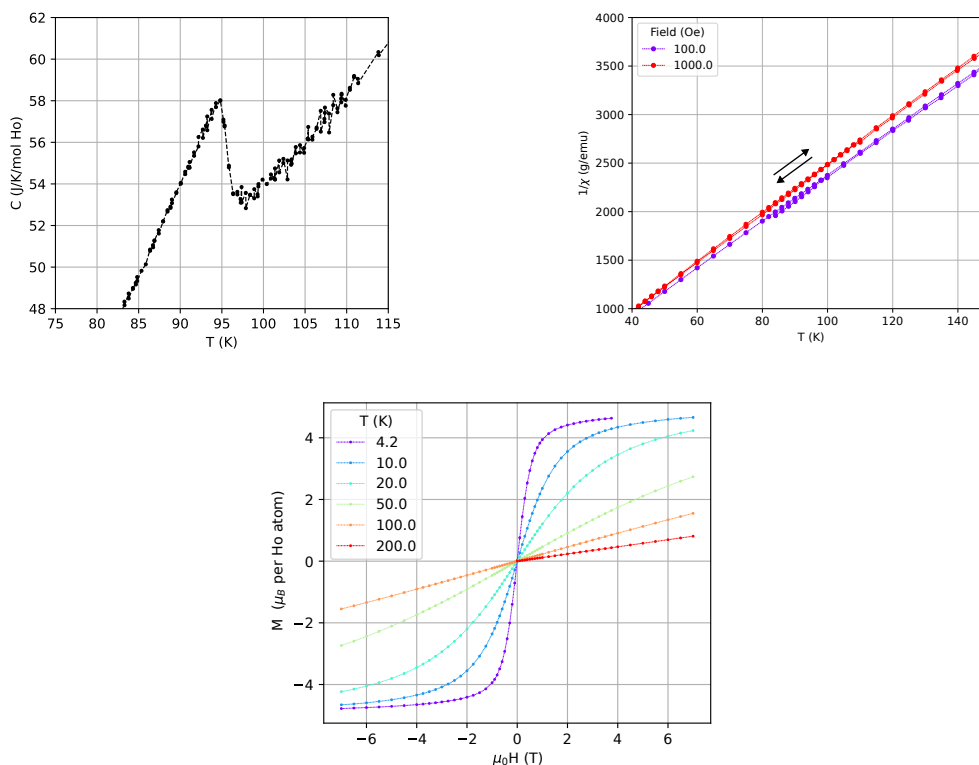 C (J/K/mol Ho)
62
60
58
56
54
52
50
48
75 80 85 90 95 100 105 110 115
T (K)
1/χ (g/emu)
4000
3500
3000
2500
2000
1500
1000
40 60 80 100 120 140
T (K)
Field (Oe)
100.0
1000.0
M (μB per Ho atom)
4
2
0
−2
−4
−6 −4 −2 0 2 4 6
μ0H (T)
T (K)
4.2
10.0
20.0
50.0
100.0
200.0